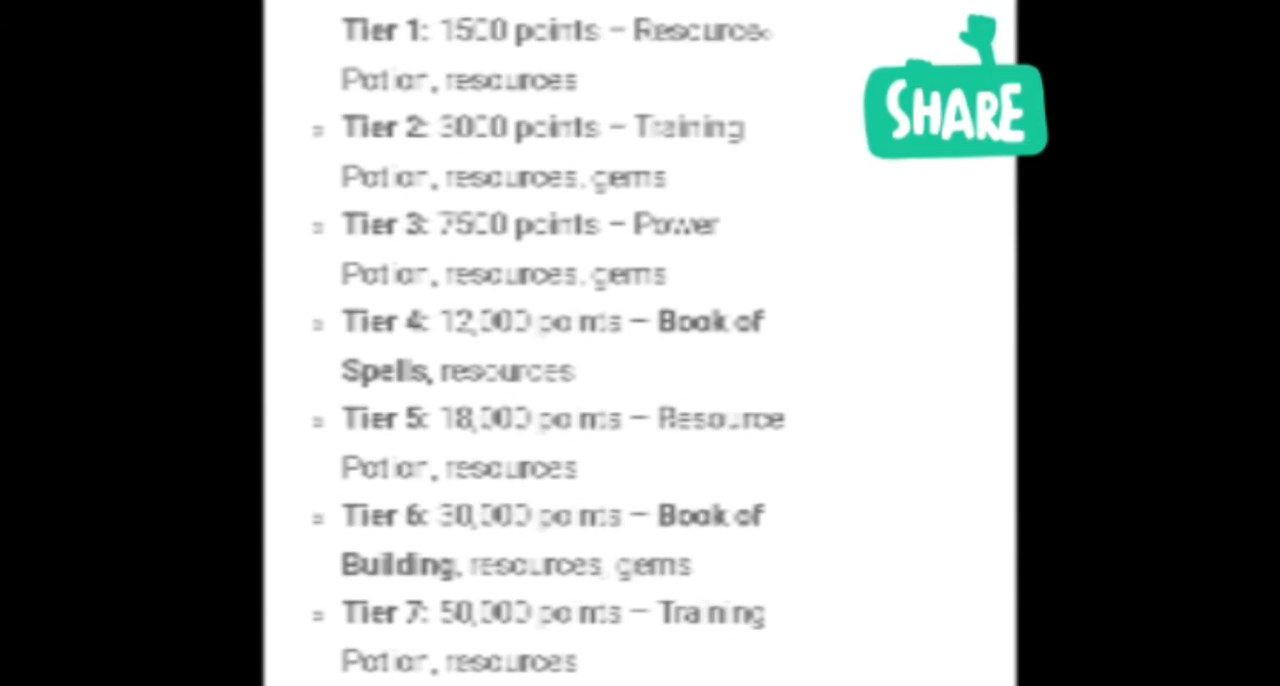 Tier 1: 1500 points – Resource
Potion, resources
SHARE
Tier 2: 3000 points – Training
Potion, resources, gems
Tier 3: 7500 points – Power
Potion, resources, gems
Tier 4: 12,000 points – Book of
Spells, resources
Tier 5: 18,000 points – Resource
Potion, resources
Tier 6: 30,000 points – Book of
Building, resources, gems
Tier 7: 50,000 points – Training
Potion, resources